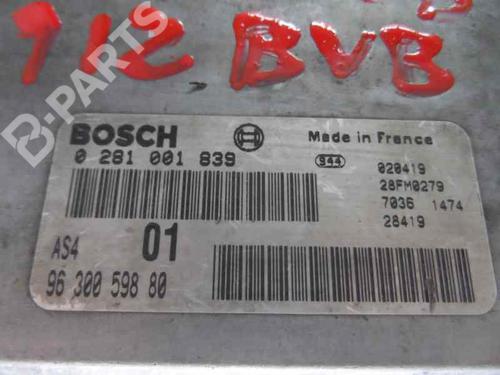 1K BVB
B-PARTS
BOSCH
Made in France
0 281 001 839
S44
020419
28FM0279
7036 1474
28419
AS4
01
96 300 598 80